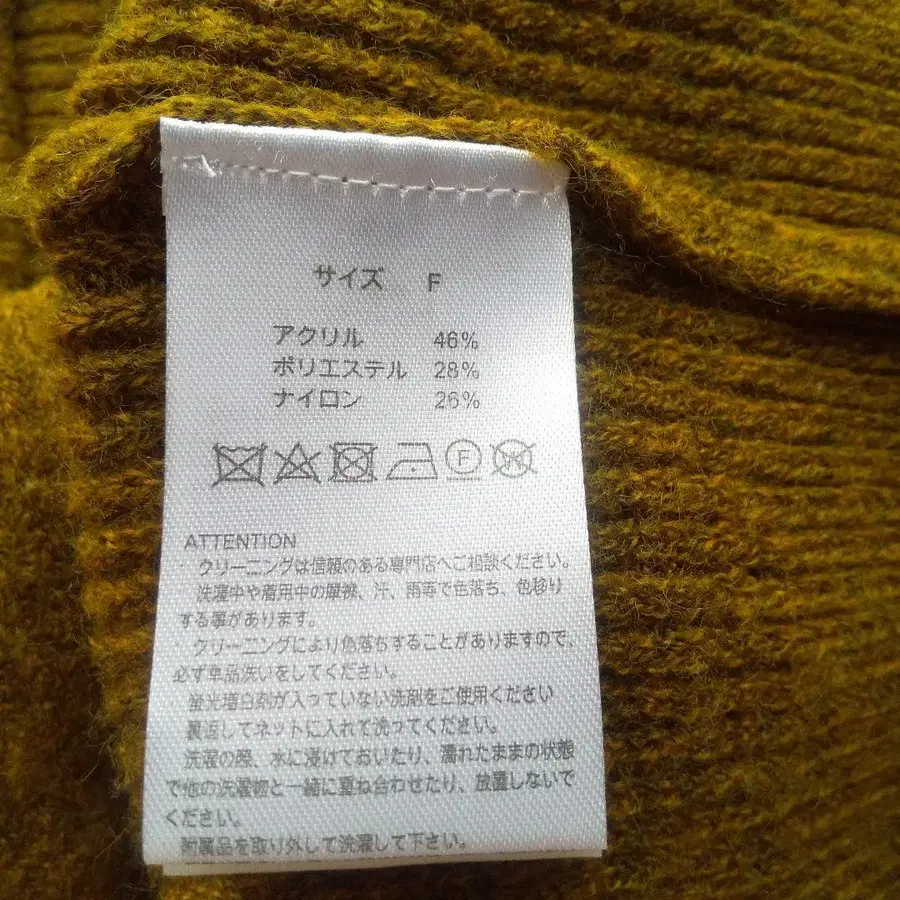 サイズ F
アクリル 46%
ポリエステル 28%
ナイロン 26%
F
W
ATTENTION
・クリーニングは信頼のある専門店へご相談ください。
洗濯中や着用中の摩擦、汁、雨等で色落ち、色移り
する事があります。
・クリーニングにより色落ちすることがありますので、
必ず単品洗いをしてください。
蛍光増白剤が入っていない洗剤をご使用ください
裏返してネットに入れて洗ってください。
洗濯の際、水に浸けておいたり、濡れたままの状態
で他の洗濯物と一緒に重ね合わせたり、放置しないで
ください。
附属品を取り外して洗濯して下さい。